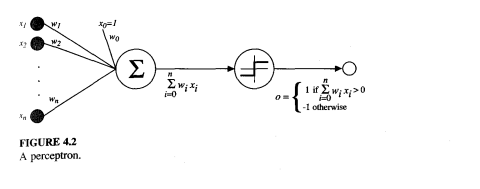 x₁ w₁ x₀=1
x₂ w₂ w₀
.
.
.
Σ
n
Σ wᵢ xᵢ
i=0
n
o = { 1 if Σ wᵢ xᵢ > 0
i=0
-1 otherwise
wₙ
xₙ
FIGURE 4.2
A perceptron.